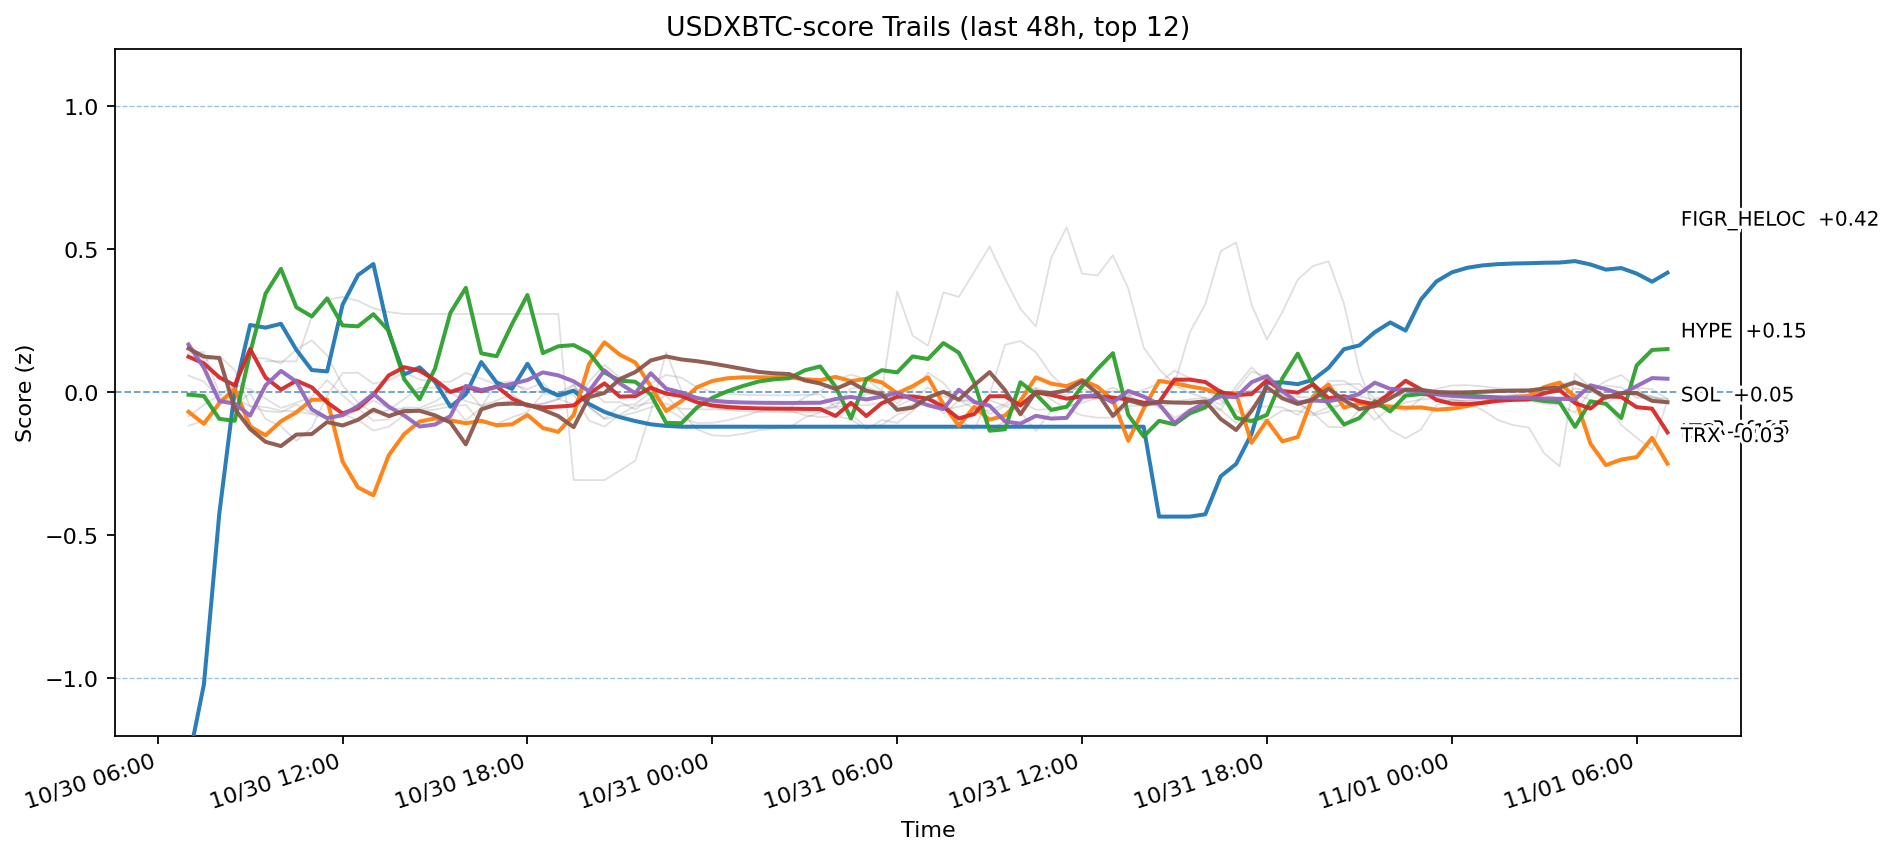 USDXBTC-score Trails (last 48h, top 12)
Score (z)
1.0
0.5
0.0
−0.5
−1.0
FIGR_HELOC +0.42
HYPE +0.15
SOL +0.05
TRX -0.03
10/30 06:00
10/30 12:00
10/30 18:00
10/31 00:00
10/31 06:00
10/31 12:00
10/31 18:00
11/01 00:00
11/01 06:00
Time